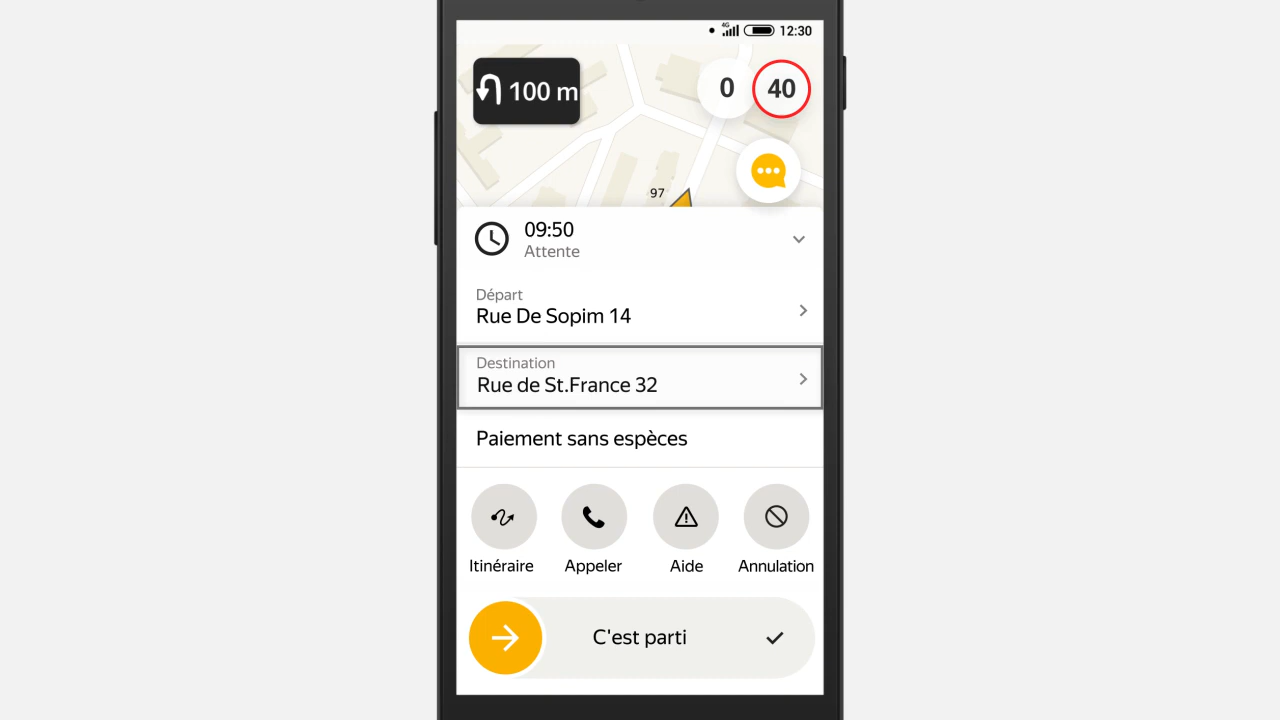 4G 12:30
100 m
0 40
97
09:50
Attente
Départ
Rue De Sopim 14
Destination
Rue de St.France 32
Paiement sans espèces
Itinéraire Appeler Aide Annulation
C'est parti